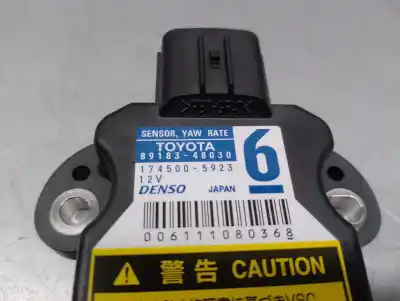 SENSOR, YAW RATE
TOYOTA
89183-48030
174500-5923
12V
DENSO JAPAN
6
006111080368
警告 CAUTION